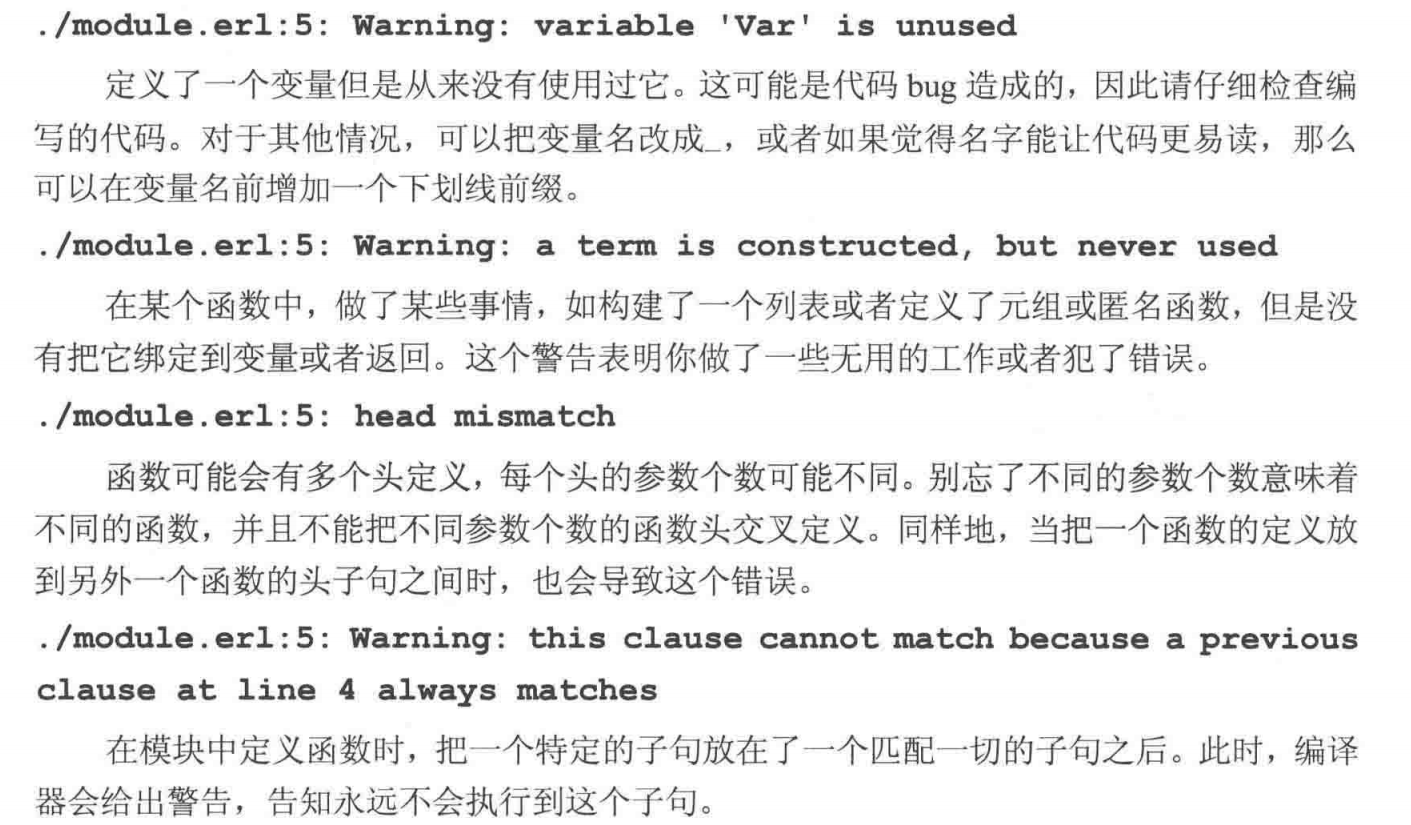 ./module.erl:5: Warning: variable 'Var' is unused
定义了一个变量但是从来没有使用过它。这可能是代码 bug 造成的，因此请仔细检查编
写的代码。对于其他情况，可以把变量名改成_，或者如果觉得名字能让代码更易读，那么
可以在变量名前增加一个下划线前缀。
./module.erl:5: Warning: a term is constructed, but never used
在某个函数中，做了某些事情，如构建了一个列表或者定义了元组或匿名函数，但是没
有把它绑定到变量或者返回。这个警告表明你做了一些无用的工作或者犯了错误。
./module.erl:5: head mismatch
函数可能会有多个头定义，每个头的参数个数可能不同。别忘了不同的参数个数意味着
不同的函数，并且不能把不同参数个数的函数头交叉定义。同样地，当把一个函数的定义放
到另外一个函数的头子句之间时，也会导致这个错误。
./module.erl:5: Warning: this clause cannot match because a previous
clause at line 4 always matches
在模块中定义函数时，把一个特定的子句放在了一个匹配一切的子句之后。此时，编译
器会给出警告，告知永远不会执行到这个子句。